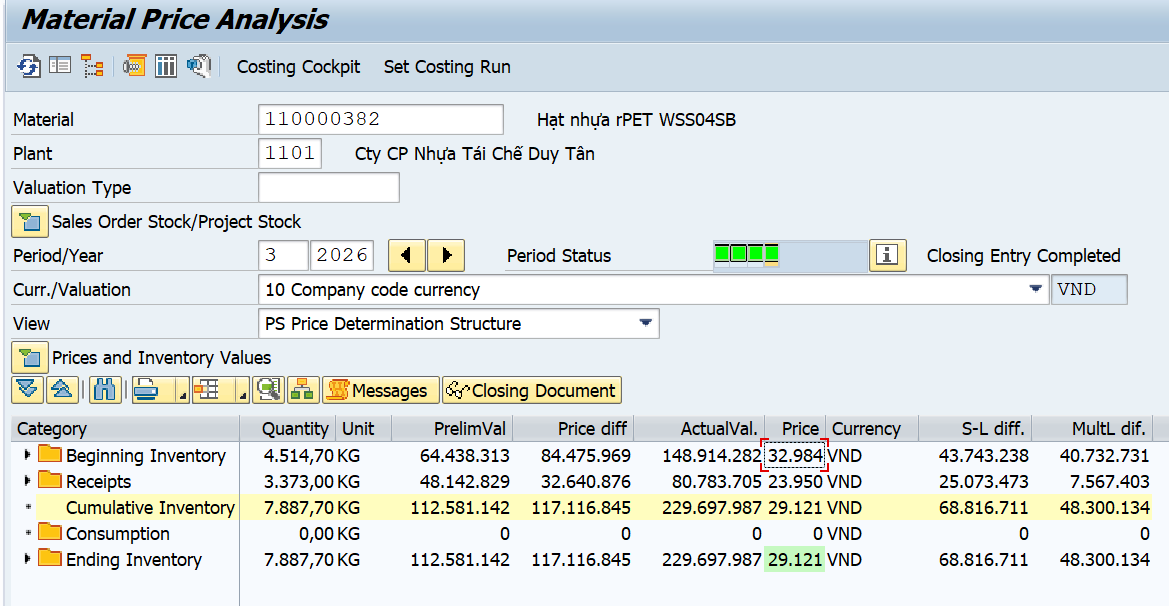 Material Price Analysis
Costing Cockpit Set Costing Run
Material 110000382 Hạt nhựa rPET WSS04SB
Plant 1101 Cty CP Nhựa Tái Chế Duy Tân
Valuation Type
Sales Order Stock/Project Stock
Period/Year 3 2026 Period Status Closing Entry Completed
Curr./Valuation 10 Company code currency VND
View PS Price Determination Structure
Prices and Inventory Values
Messages Closing Document
Category Quantity Unit PrelimVal Price diff ActualVal. Price Currency S-L diff. MultL dif.
Beginning Inventory 4.514,70 KG 64.438.313 84.475.969 148.914.282 32.984 VND 43.743.238 40.732.731
Receipts 3.373,00 KG 48.142.829 32.640.876 80.783.705 23.950 VND 25.073.473 7.567.403
Cumulative Inventory 7.887,70 KG 112.581.142 117.116.845 229.697.987 29.121 VND 68.816.711 48.300.134
Consumption 0,00 KG 0 0 0 0 VND 0 0
Ending Inventory 7.887,70 KG 112.581.142 117.116.845 229.697.987 29.121 VND 68.816.711 48.300.134